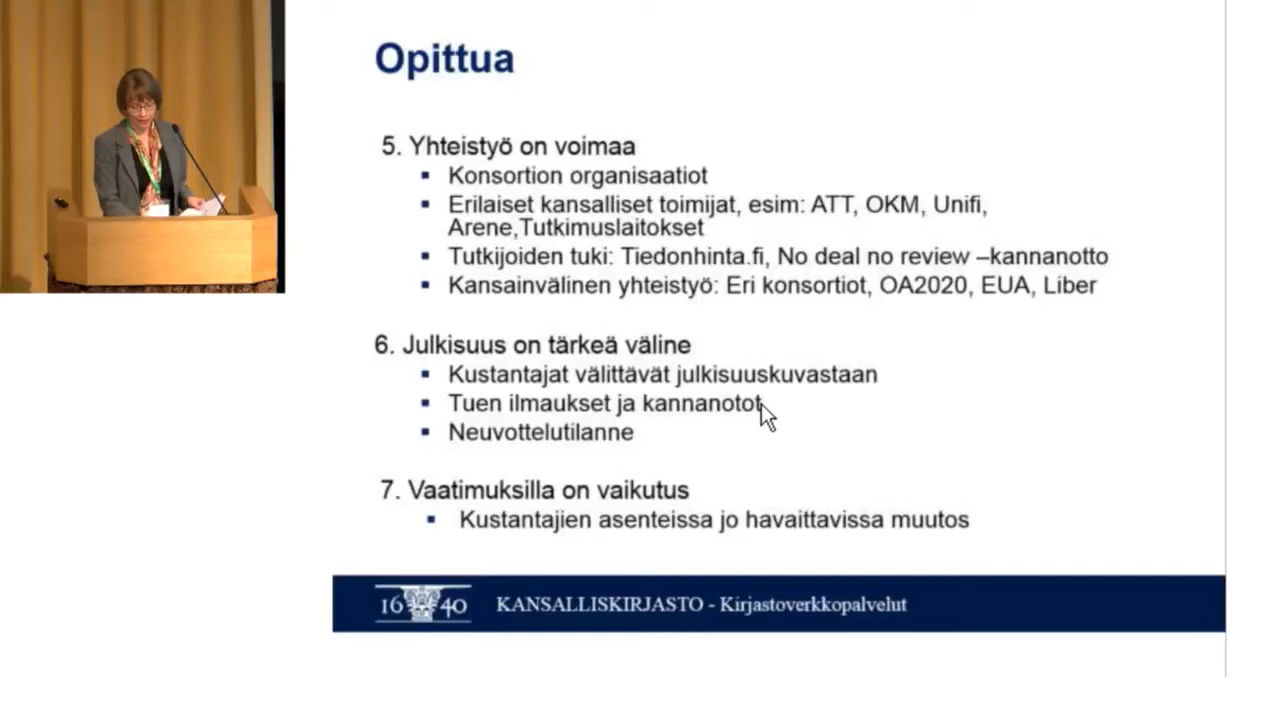 Opittua
5. Yhteistyö on voimaa
▪ Konsortion organisaatiot
▪ Erilaiset kansalliset toimijat, esim: ATT, OKM, Unifi,
Arene,Tutkimuslaitokset
▪ Tutkijoiden tuki: Tiedonhinta.fi, No deal no review –kannanotto
▪ Kansainvälinen yhteistyö: Eri konsortiot, OA2020, EUA, Liber
6. Julkisuus on tärkeä väline
▪ Kustantajat välittävät julkisuuskuvastaan
▪ Tuen ilmaukset ja kannanotot
▪ Neuvottelutilanne
7. Vaatimuksilla on vaikutus
▪ Kustantajien asenteissa jo havaittavissa muutos
1640 KANSALLISKIRJASTO - Kirjastoverkkopalvelut